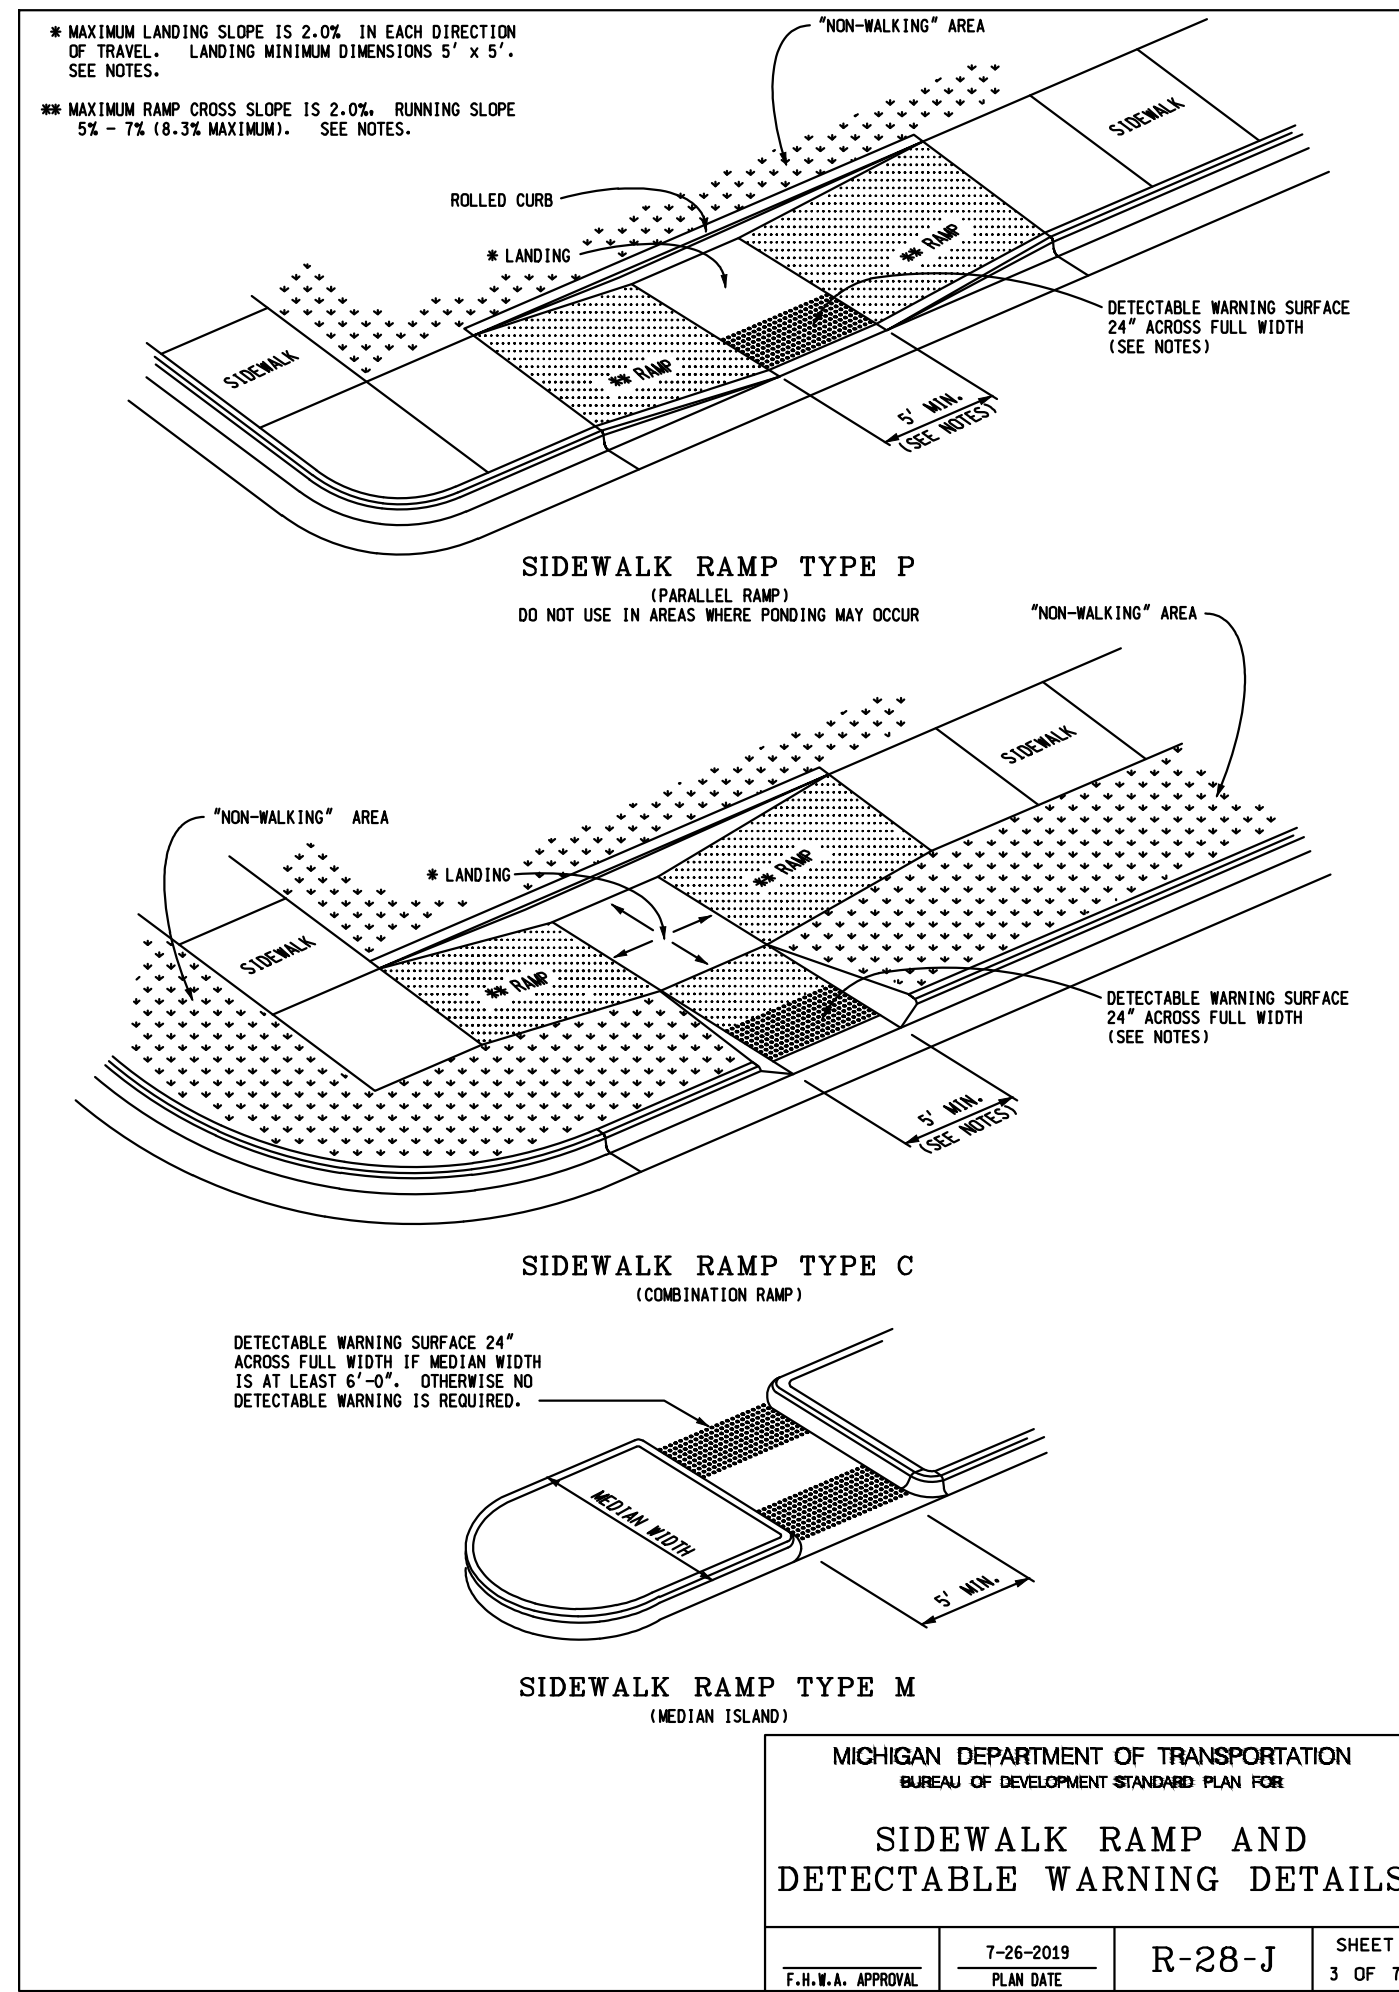 * MAXIMUM LANDING SLOPE IS 2.0% IN EACH DIRECTION
OF TRAVEL. LANDING MINIMUM DIMENSIONS 5' x 5'.
SEE NOTES.
** MAXIMUM RAMP CROSS SLOPE IS 2.0%. RUNNING SLOPE
5% - 7% (8.3% MAXIMUM). SEE NOTES.
"NON-WALKING" AREA
SIDEWALK
ROLLED CURB
* LANDING
** RAMP
DETECTABLE WARNING SURFACE
24" ACROSS FULL WIDTH
(SEE NOTES)
SIDEWALK
** RAMP
5' MIN.
(SEE NOTES)
SIDEWALK RAMP TYPE P
(PARALLEL RAMP)
DO NOT USE IN AREAS WHERE PONDING MAY OCCUR
"NON-WALKING" AREA
SIDEWALK
"NON-WALKING" AREA
* LANDING
** RAMP
SIDEWALK
** RAMP
DETECTABLE WARNING SURFACE
24" ACROSS FULL WIDTH
(SEE NOTES)
5' MIN.
(SEE NOTES)
SIDEWALK RAMP TYPE C
(COMBINATION RAMP)
DETECTABLE WARNING SURFACE 24"
ACROSS FULL WIDTH IF MEDIAN WIDTH
IS AT LEAST 6'-0". OTHERWISE NO
DETECTABLE WARNING IS REQUIRED.
MEDIAN WIDTH
5' MIN.
SIDEWALK RAMP TYPE M
(MEDIAN ISLAND)
MICHIGAN DEPARTMENT OF TRANSPORTATION
BUREAU OF DEVELOPMENT STANDARD PLAN FOR
SIDEWALK RAMP AND
DETECTABLE WARNING DETAILS
F.H.W.A. APPROVAL
7-26-2019
PLAN DATE
R-28-J
SHEET
3 OF 7